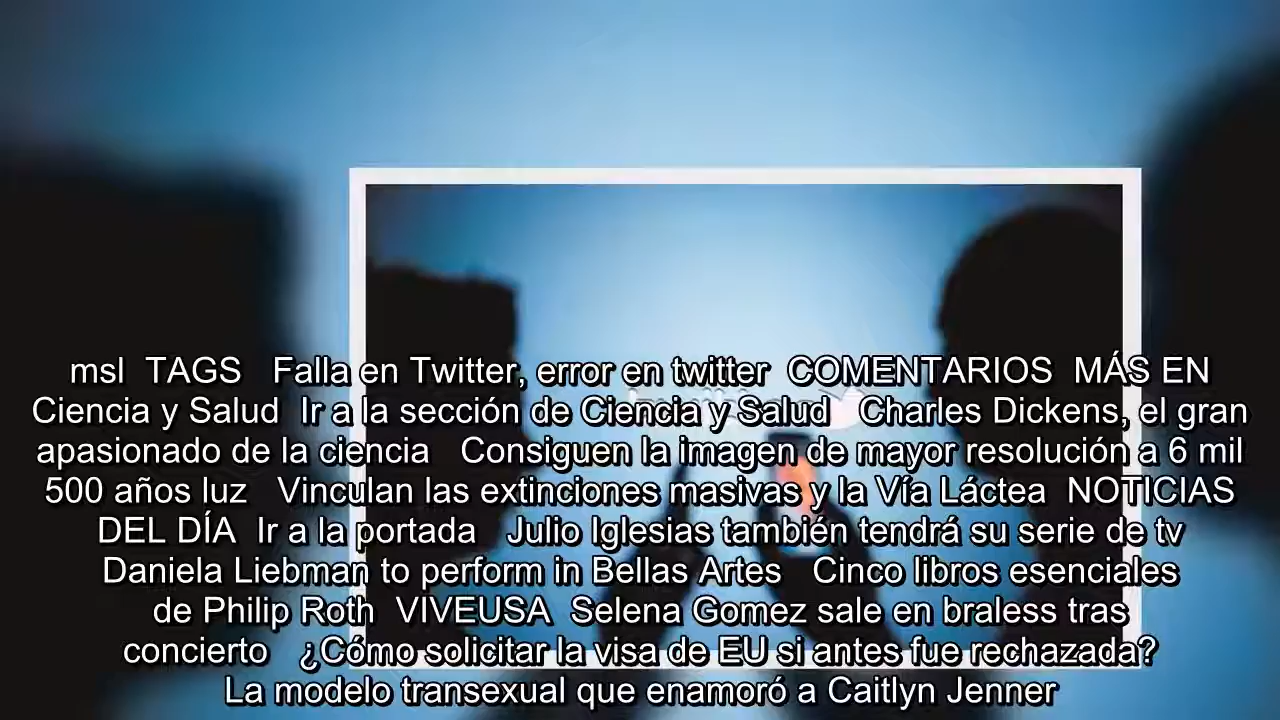 msl TAGS Falla en Twitter, error en twitter COMENTARIOS MÁS EN
Ciencia y Salud Ir a la sección de Ciencia y Salud Charles Dickens, el gran
apasionado de la ciencia Consiguen la imagen de mayor resolución a 6 mil
500 años luz Vinculan las extinciones masivas y la Vía Láctea NOTICIAS
DEL DÍA Ir a la portada Julio Iglesias también tendrá su serie de tv
Daniela Liebman to perform in Bellas Artes Cinco libros esenciales
de Philip Roth VIVEUSA Selena Gomez sale en braless tras
concierto ¿Cómo solicitar la visa de EU si antes fue rechazada?
La modelo transexual que enamoró a Caitlyn Jenner